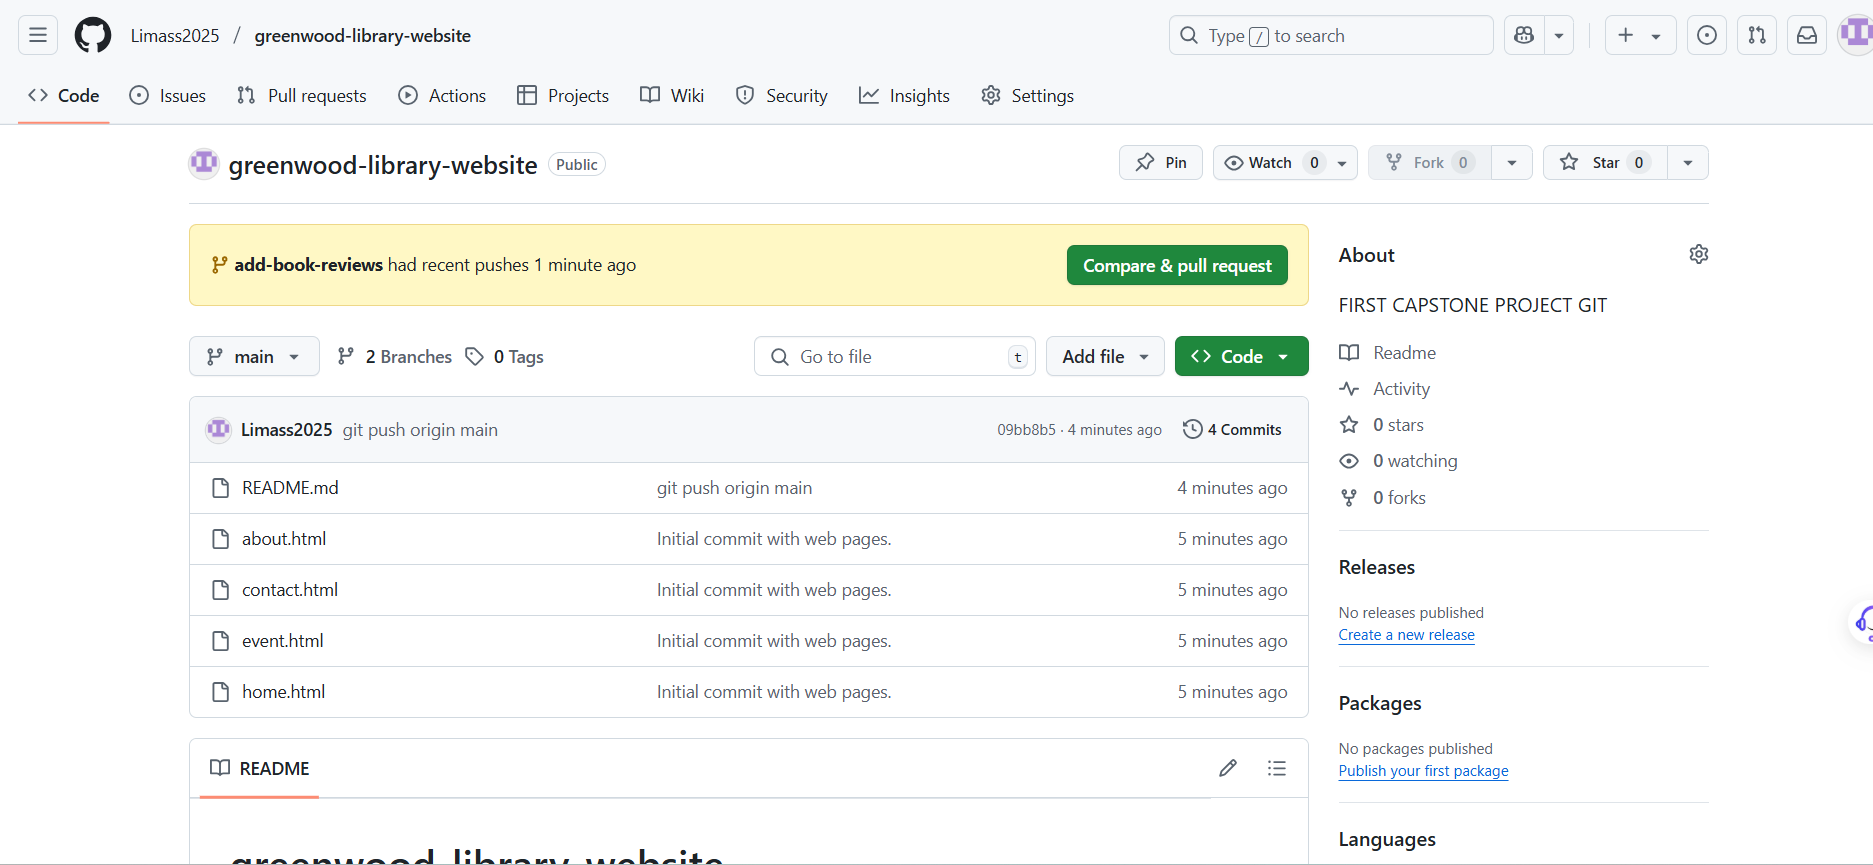 Limass2025 / greenwood-library-website
Type / to search
Code
Issues
Pull requests
Actions
Projects
Wiki
Security
Insights
Settings
greenwood-library-website Public
Pin
Watch 0
Fork 0
Star 0
add-book-reviews had recent pushes 1 minute ago
Compare & pull request
main
2 Branches
0 Tags
Go to file t
Add file
Code
Limass2025 git push origin main 09bb8b5 · 4 minutes ago 4 Commits
README.md git push origin main 4 minutes ago
about.html Initial commit with web pages. 5 minutes ago
contact.html Initial commit with web pages. 5 minutes ago
event.html Initial commit with web pages. 5 minutes ago
home.html Initial commit with web pages. 5 minutes ago
README
greenwood-library-website
About
FIRST CAPSTONE PROJECT GIT
Readme
Activity
0 stars
0 watching
0 forks
Releases
No releases published
Create a new release
Packages
No packages published
Publish your first package
Languages